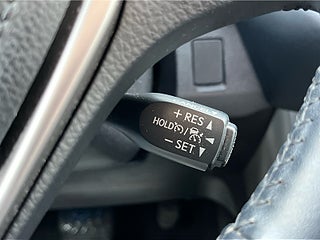 + RES ▲
HOLD /
− SET ▼